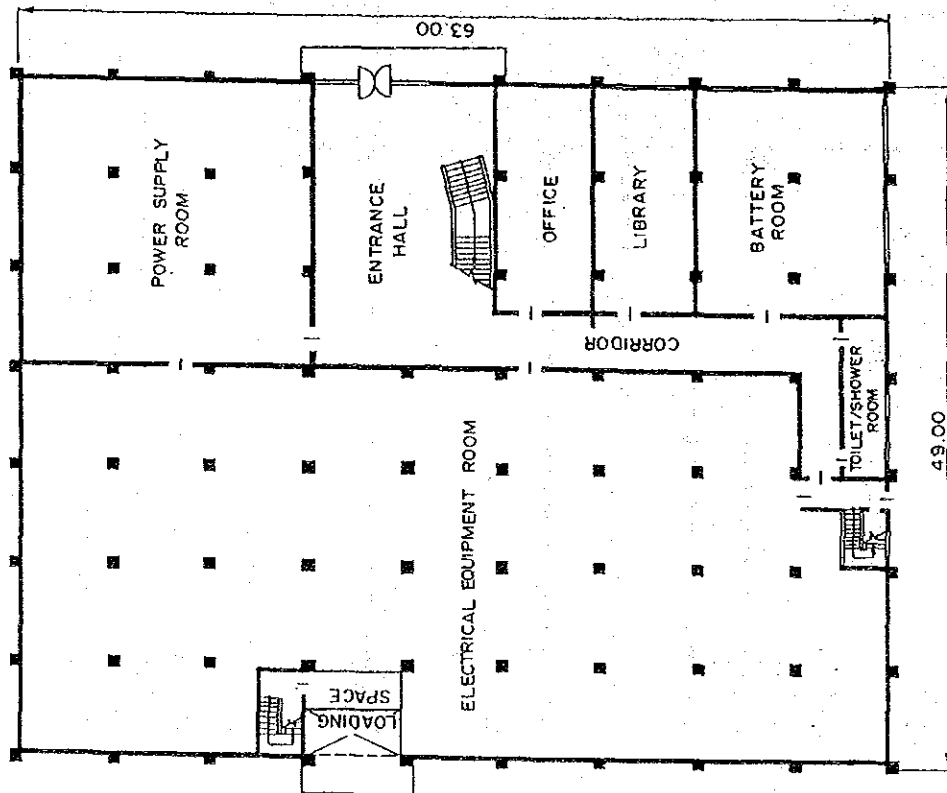 63.00
POWER SUPPLY
ROOM
ENTRANCE
HALL
OFFICE
LIBRARY
BATTERY
ROOM
CORRIDOR
TOILET/SHOWER
ROOM
ELECTRICAL EQUIPMENT ROOM
LOADING
SPACE
49.00